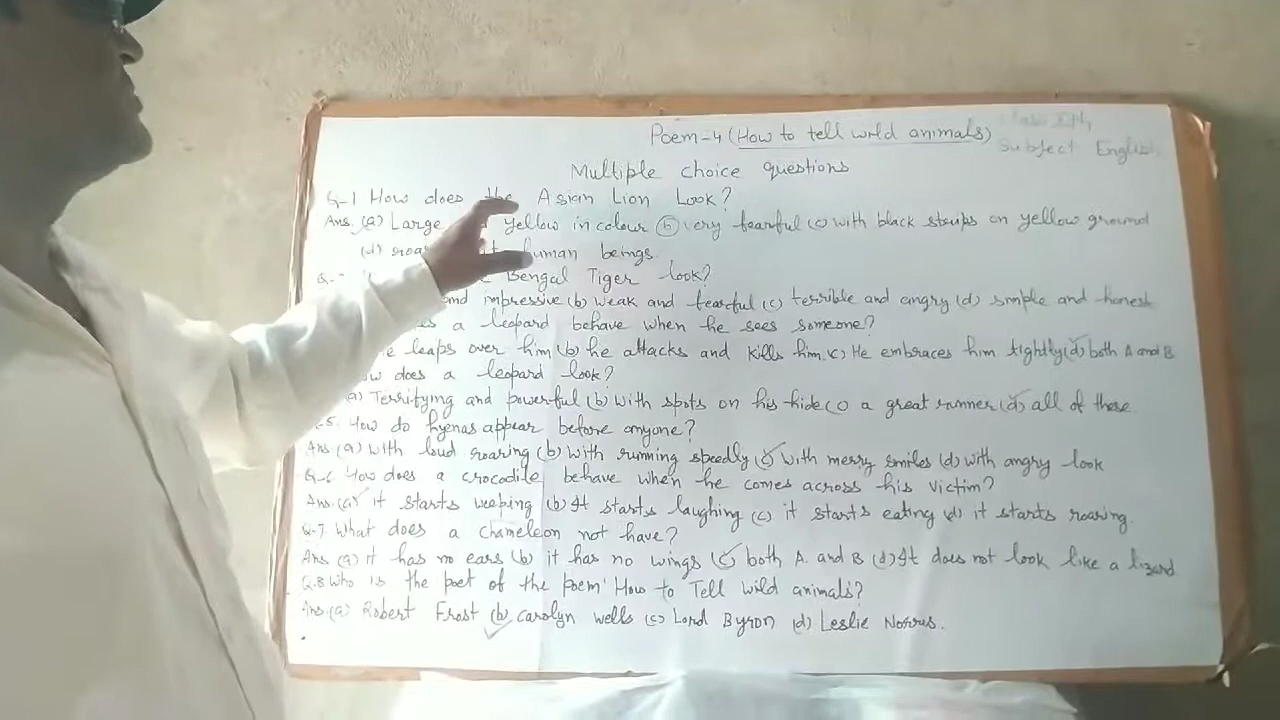 Poem-4 (How to tell wild animals)
Subject English
Multiple choice questions
Q-1 How does the Asian Lion Look?
Ans. (a) Large yellow in colour (b) very fearful (c) with black strips on yellow ground
(d) human beings.
Bengal Tiger look?
and impressive (b) weak and fearful (c) terrible and angry (d) simple and honest
a leopard behave when he sees someone?
leaps over him (b) he attacks and kills him. (c) He embraces him tightly (d) both A and B
does a leopard look?
(a) Terrifying and powerful (b) with spots on his hide (c) a great runner (d) all of these
5. How do hyenas appear before anyone?
Ans. (a) with loud roaring (b) with running speedly (c) with merry smiles (d) with angry look
Q-6 How does a crocodile behave when he comes across his victim?
Ans. (a) it starts weeping (b) It starts laughing (c) it starts eating (d) it starts roaring.
Q-7. What does a chameleon not have?
Ans (a) it has no ears (b) it has no wings (c) both A. and B (d) It does not look like a lizard
Q.8 Who is the poet of the poem 'How to Tell wild animals?
Ans. (a) Robert Frost (b) Carolyn wells (c) Lord Byron (d) Leslie Norris.